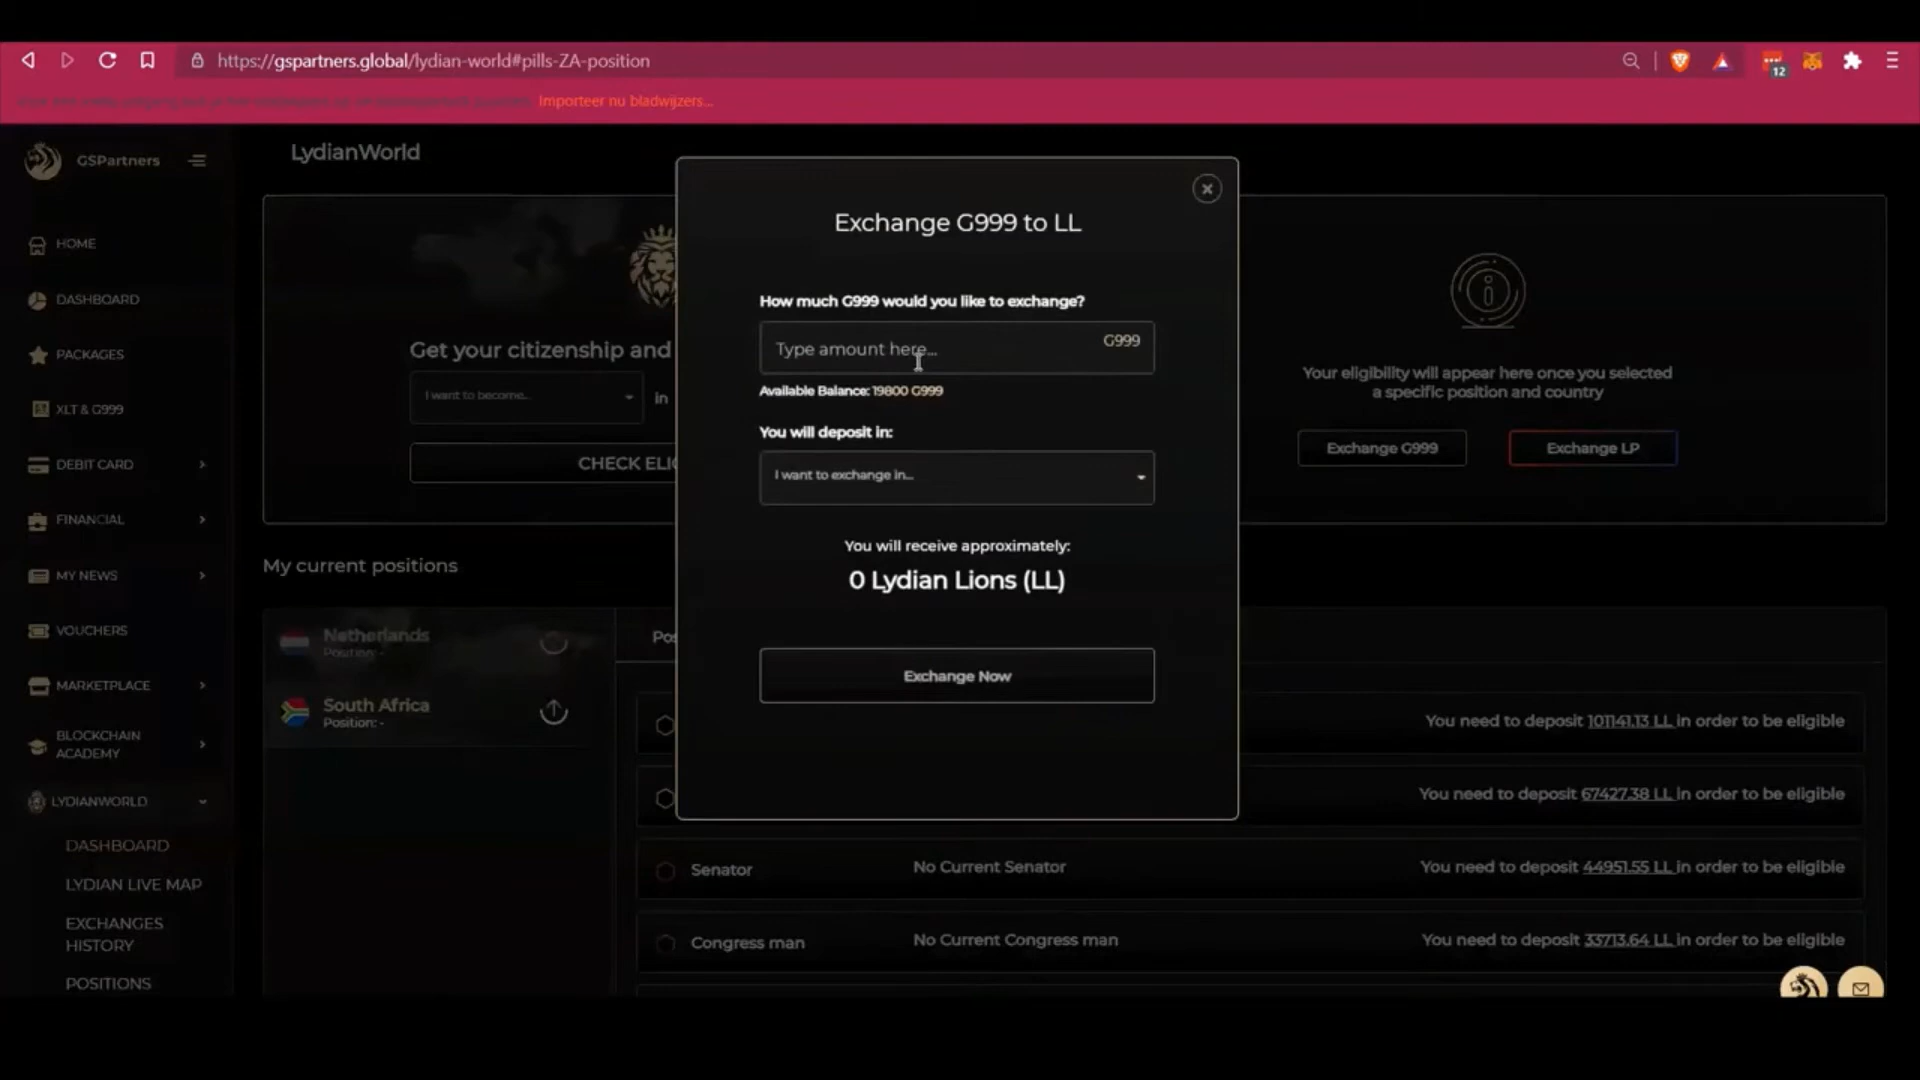 https://gspartners.global/lydian-world#pills-ZA-position
12
Importeer nu bladwijzers...
GSPartners
HOME
DASHBOARD
PACKAGES
XLT & G999
DEBIT CARD
FINANCIAL
MY NEWS
VOUCHERS
MARKETPLACE
BLOCKCHAIN
ACADEMY
LYDIANWORLD
DASHBOARD
LYDIAN LIVE MAP
EXCHANGES
HISTORY
POSITIONS
LydianWorld
Get your citizenship and
I want to become...
in
CHECK ELI
Exchange G999 to LL
How much G999 would you like to exchange?
Type amount here...
G999
Available Balance: 19800 G999
You will deposit in:
I want to exchange in...
You will receive approximately:
0 Lydian Lions (LL)
Exchange Now
Your eligibility will appear here once you selected
a specific position and country
Exchange G999
Exchange LP
My current positions
Netherlands
Position: -
South Africa
Position: -
Pos
You need to deposit 101141.13 LL in order to be eligible
You need to deposit 67427.38 LL in order to be eligible
Senator
No Current Senator
You need to deposit 44951.55 LL in order to be eligible
Congress man
No Current Congress man
You need to deposit 33713.64 LL in order to be eligible